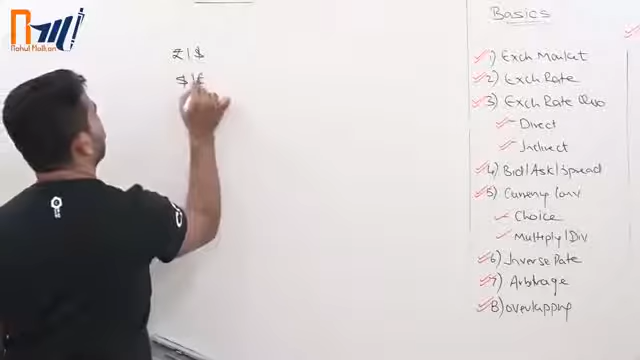 Rahul Malkan
₹ | $
$ | €
Basics
1) Exch Market
2) Exch Rate
3) Exch Rate Quo
Direct
Indirect
4) Bid/Ask/Spread
5) Currency Conv
Choice
Multiply/Div
6) Inverse Rate
7) Arbitrage
8) overlapping